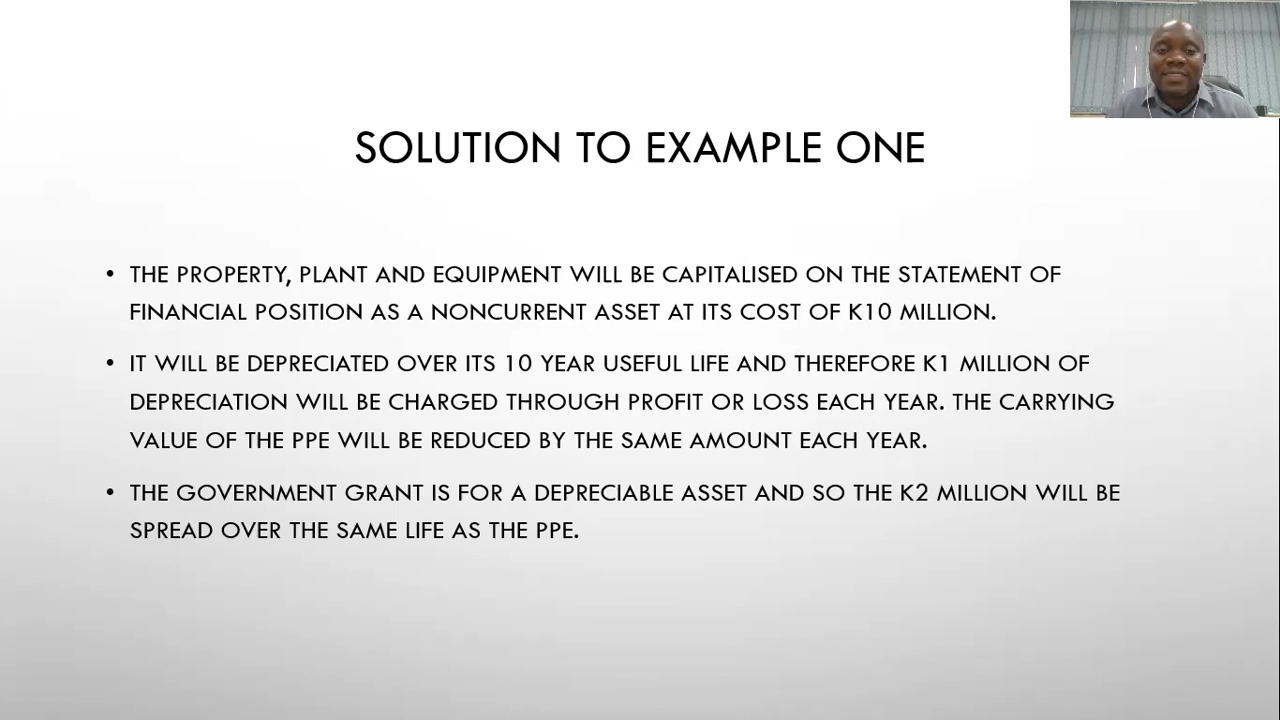 SOLUTION TO EXAMPLE ONE
• THE PROPERTY, PLANT AND EQUIPMENT WILL BE CAPITALISED ON THE STATEMENT OF
FINANCIAL POSITION AS A NONCURRENT ASSET AT ITS COST OF K10 MILLION.
• IT WILL BE DEPRECIATED OVER ITS 10 YEAR USEFUL LIFE AND THEREFORE K1 MILLION OF
DEPRECIATION WILL BE CHARGED THROUGH PROFIT OR LOSS EACH YEAR. THE CARRYING
VALUE OF THE PPE WILL BE REDUCED BY THE SAME AMOUNT EACH YEAR.
• THE GOVERNMENT GRANT IS FOR A DEPRECIABLE ASSET AND SO THE K2 MILLION WILL BE
SPREAD OVER THE SAME LIFE AS THE PPE.